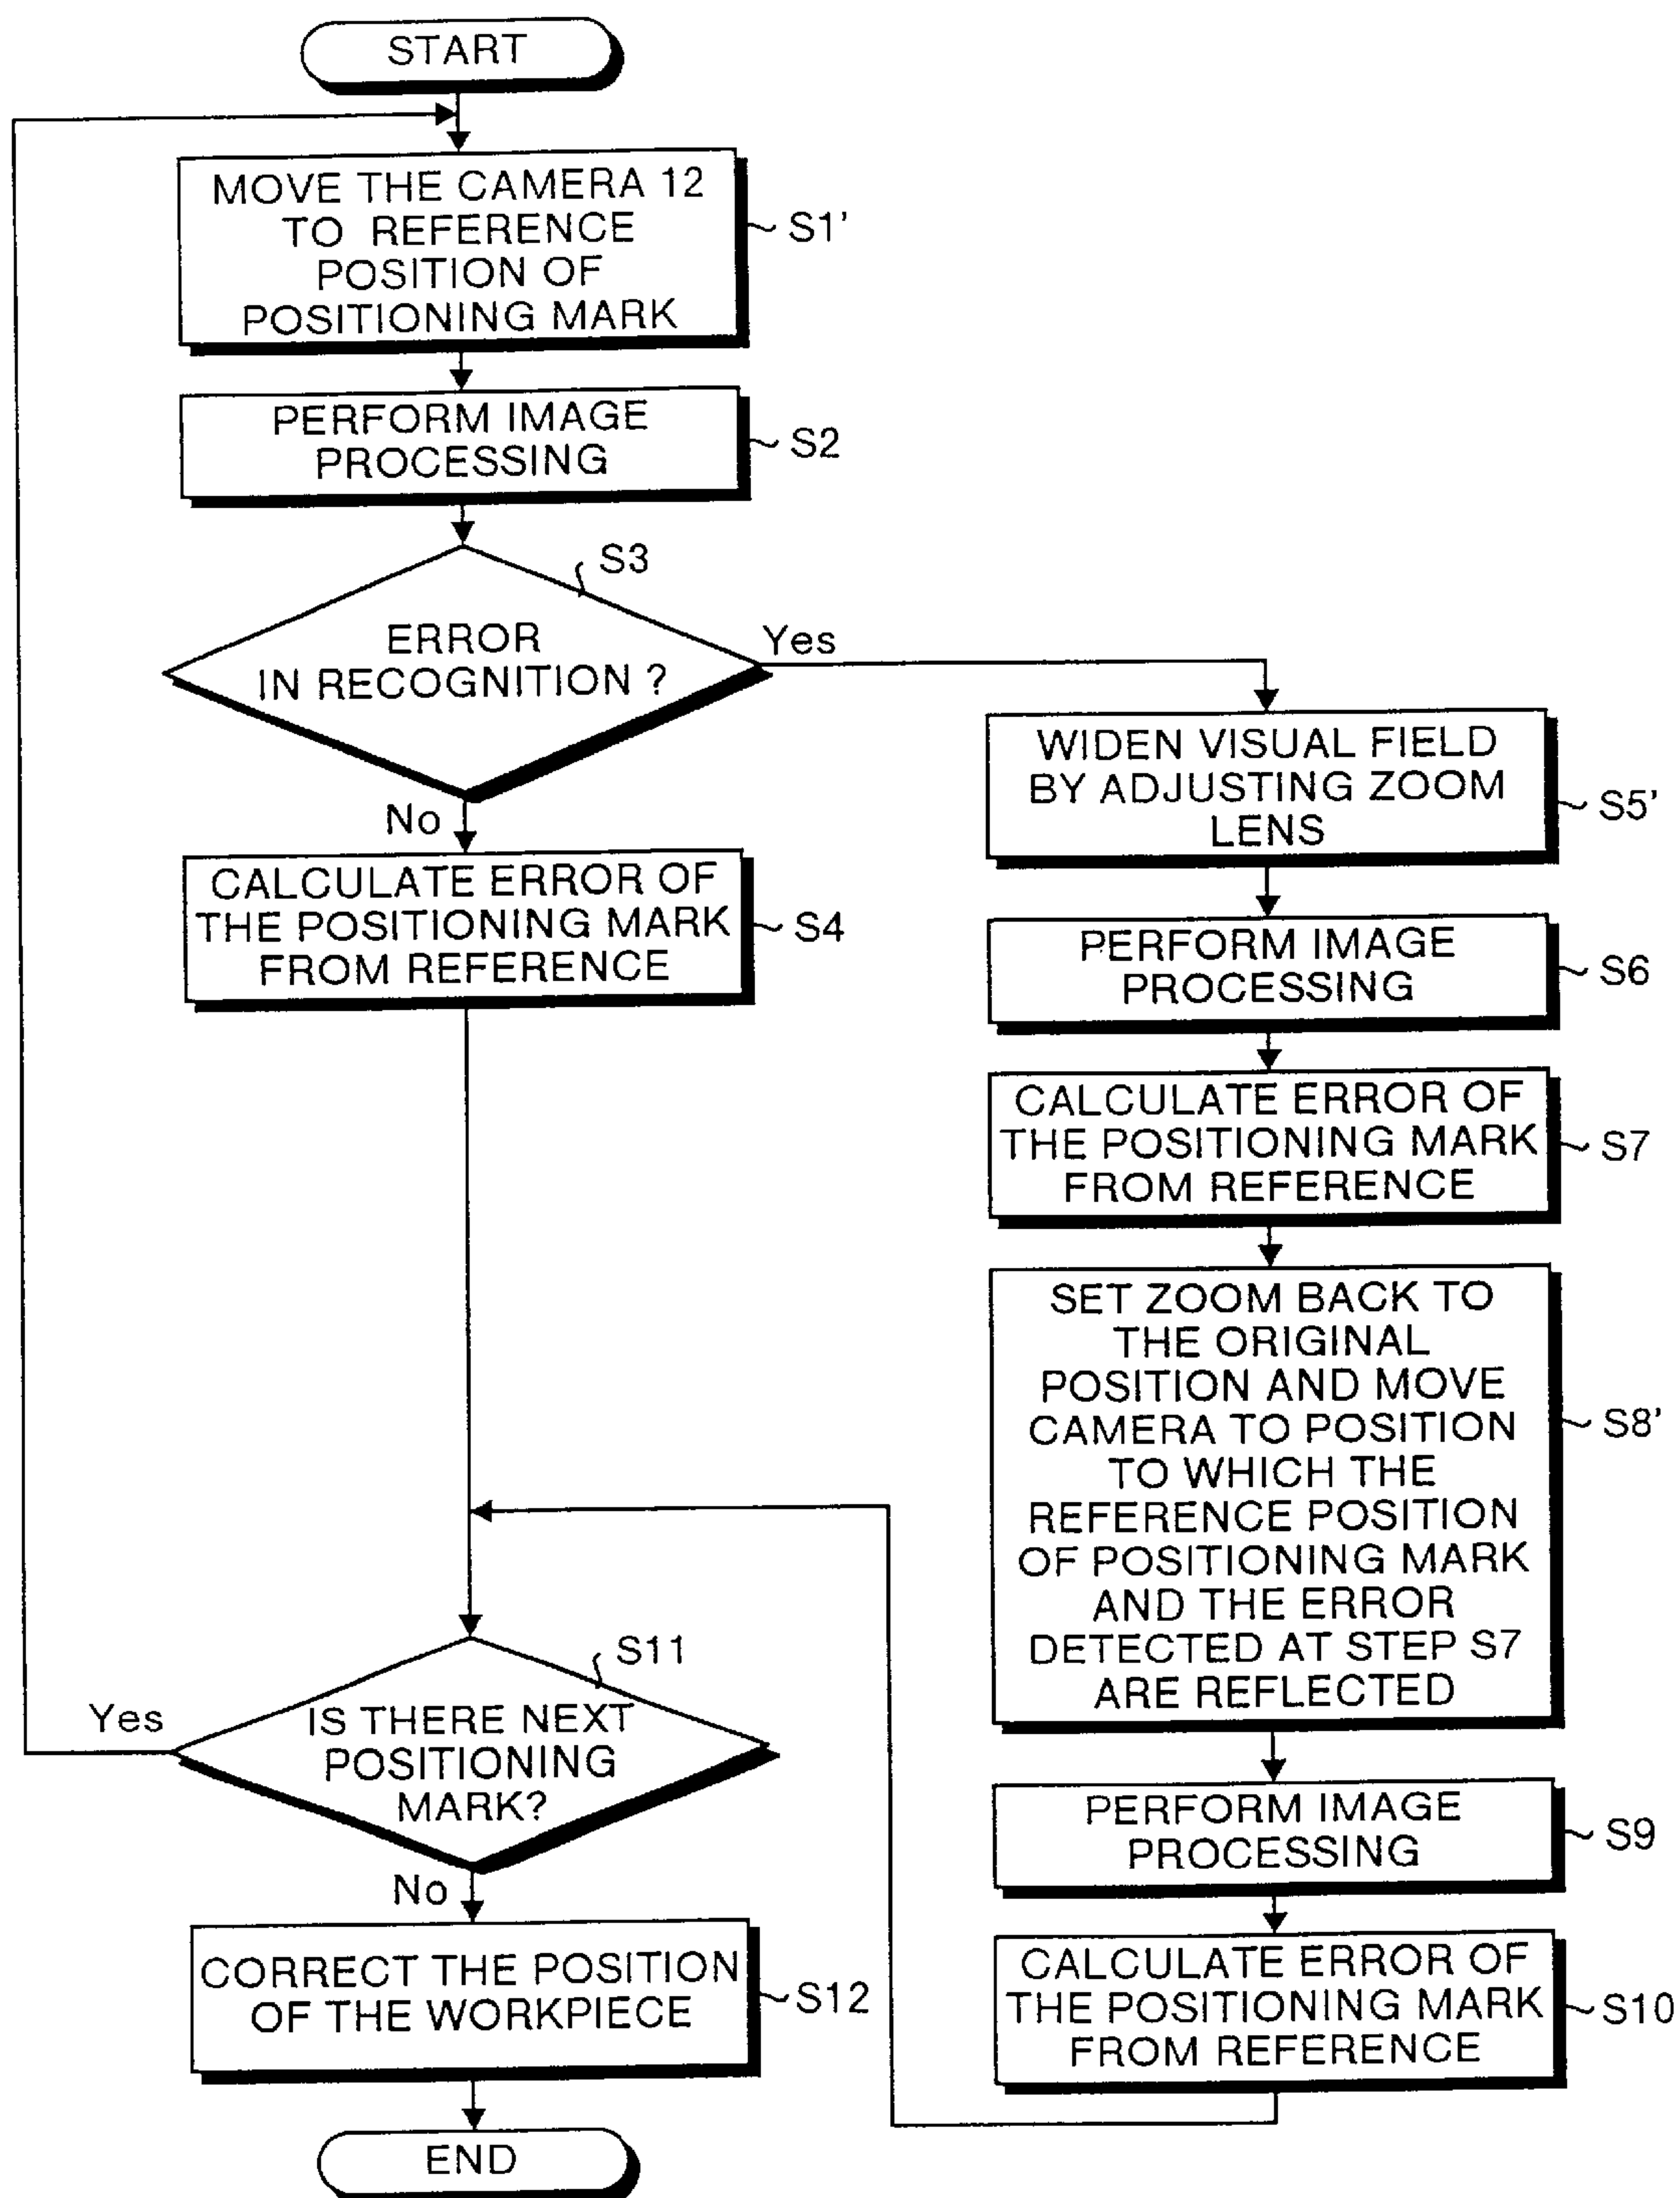 START
MOVE THE CAMERA 12
TO REFERENCE
POSITION OF
POSITIONING MARK
S1'
PERFORM IMAGE
PROCESSING
S2
S3
ERROR
IN RECOGNITION ?
Yes
No
CALCULATE ERROR OF
THE POSITIONING MARK
FROM REFERENCE
S4
WIDEN VISUAL FIELD
BY ADJUSTING ZOOM
LENS
S5'
PERFORM IMAGE
PROCESSING
S6
CALCULATE ERROR OF
THE POSITIONING MARK
FROM REFERENCE
S7
SET ZOOM BACK TO
THE ORIGINAL
POSITION AND MOVE
CAMERA TO POSITION
TO WHICH THE
REFERENCE POSITION
OF POSITIONING MARK
AND THE ERROR
DETECTED AT STEP S7
ARE REFLECTED
S8'
PERFORM IMAGE
PROCESSING
S9
CALCULATE ERROR OF
THE POSITIONING MARK
FROM REFERENCE
S10
S11
IS THERE NEXT
POSITIONING
MARK?
Yes
No
CORRECT THE POSITION
OF THE WORKPIECE
S12
END